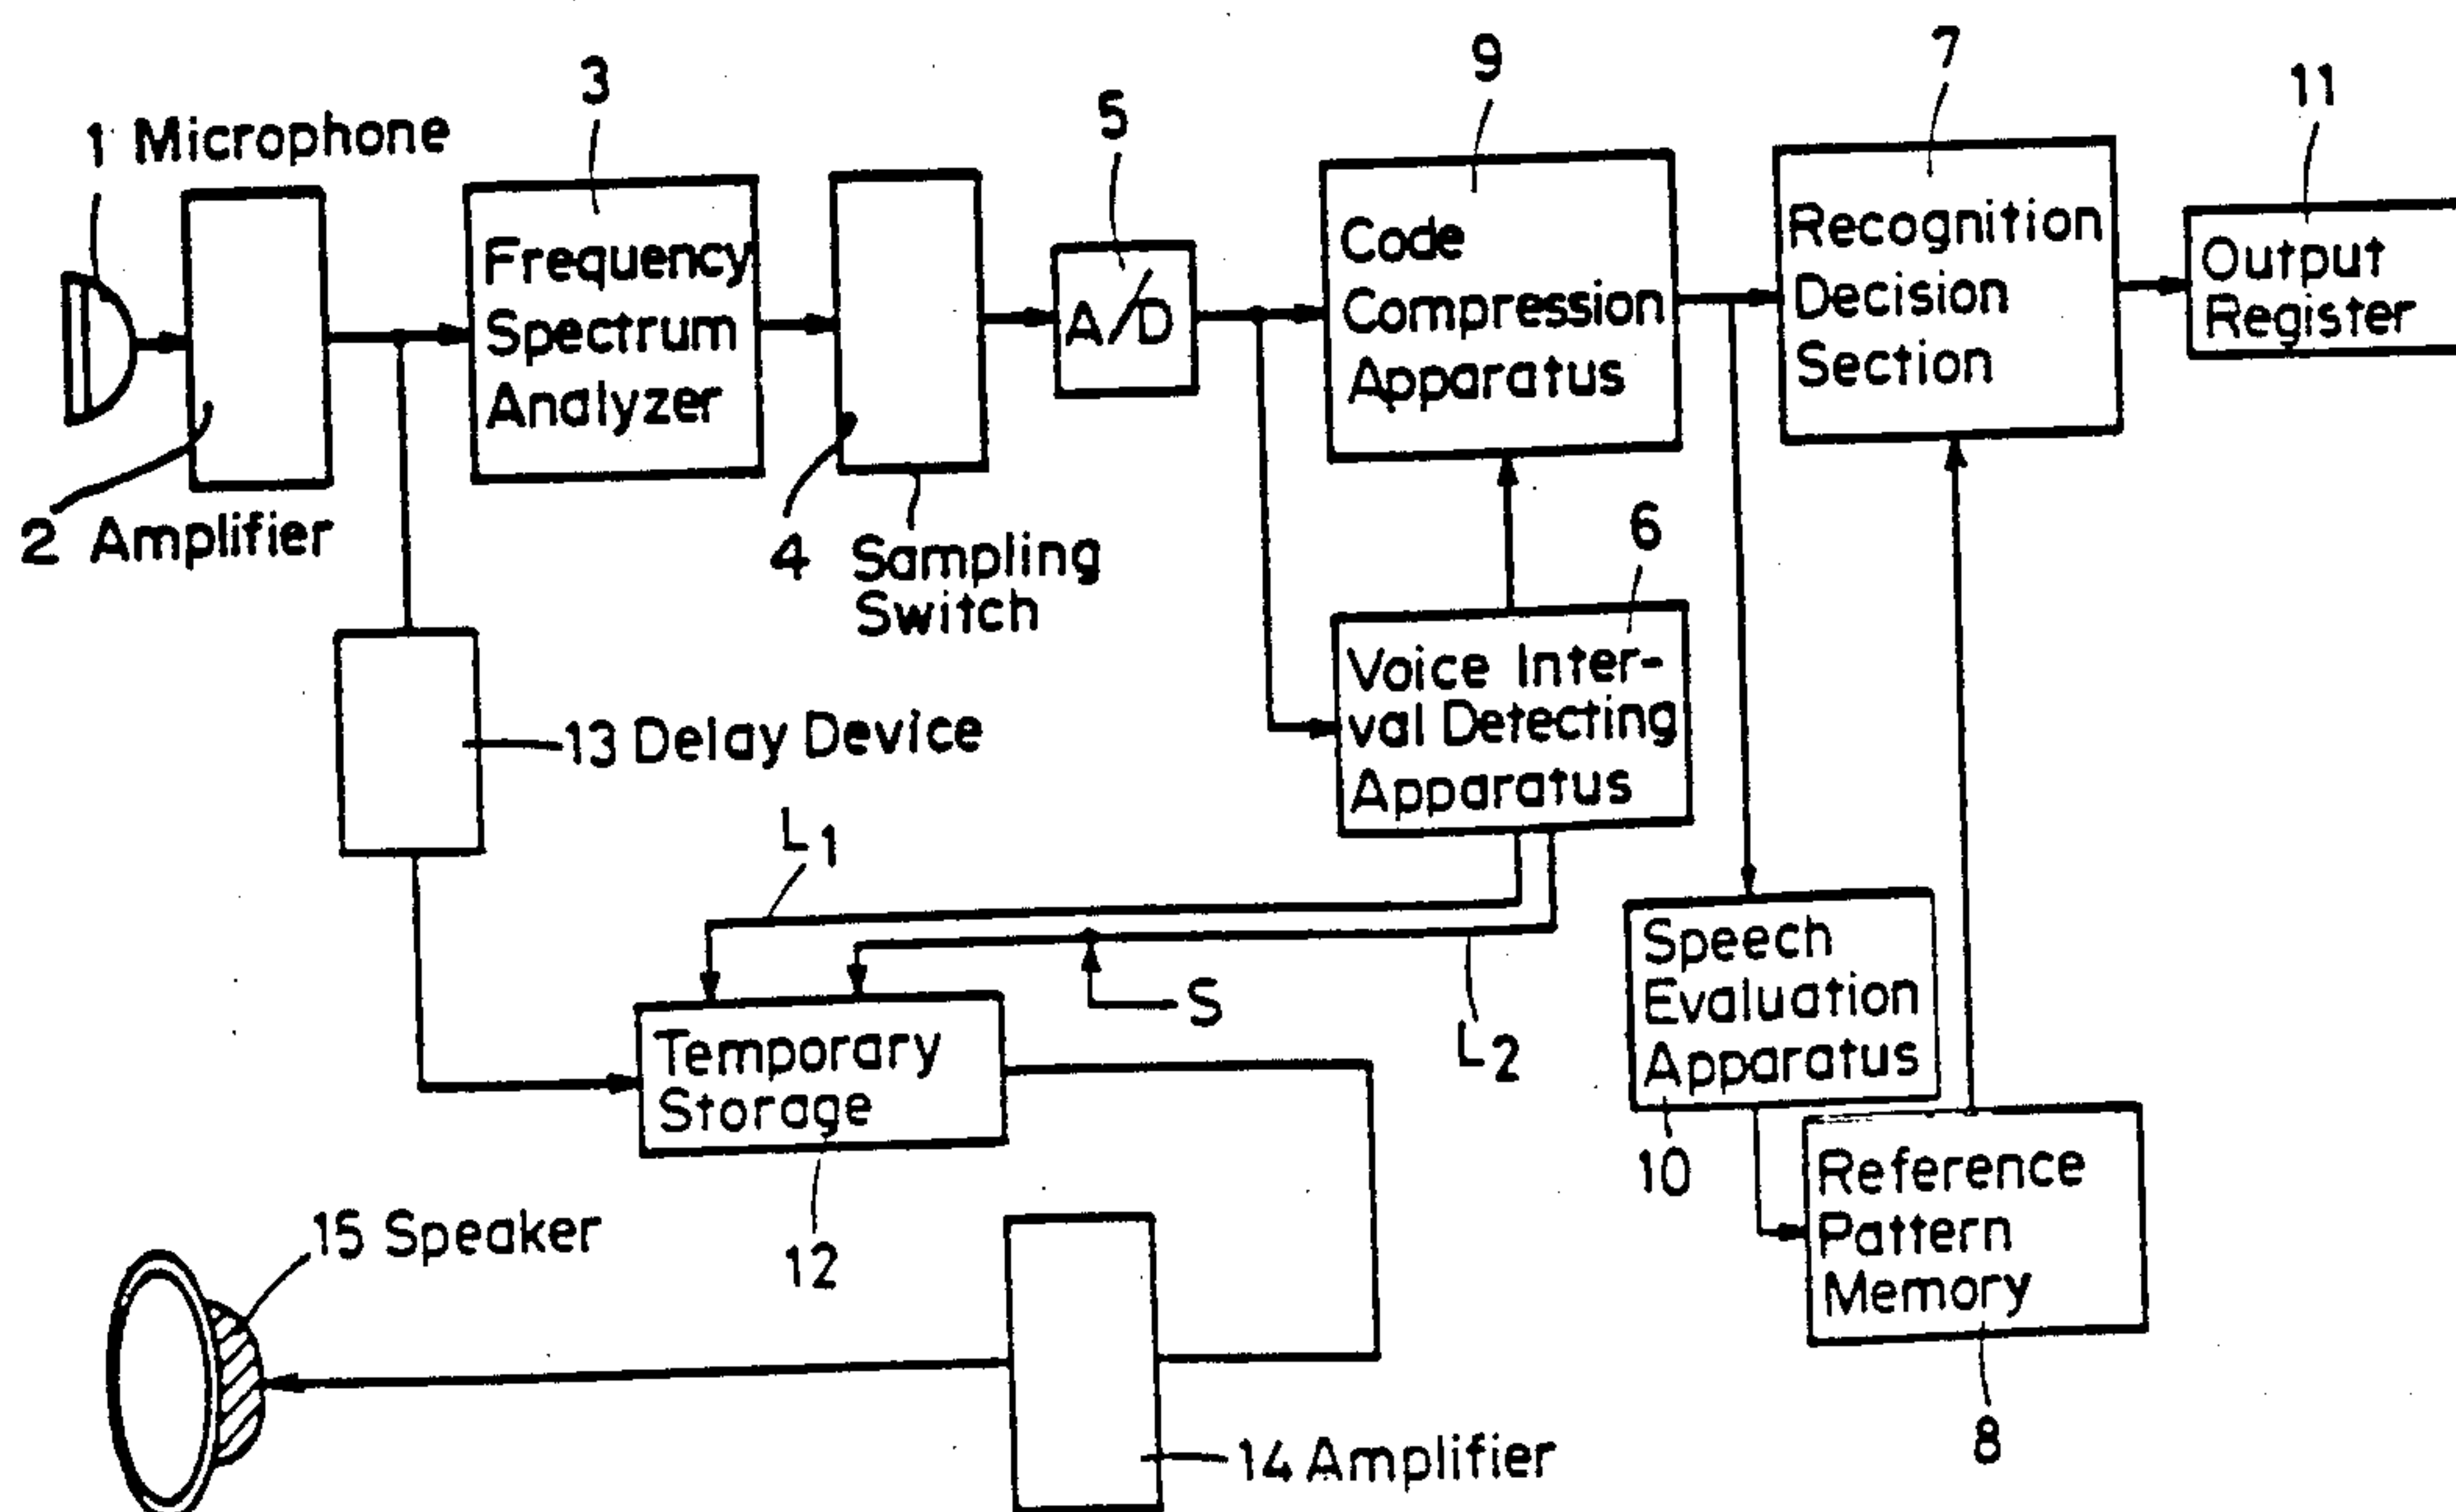 9
7
3
11
5
1 Microphone
Frequency
Spectrum
Analyzer
A/D
Code
Compression
Apparatus
Recognition
Decision
Section
Output
Register
2 Amplifier
4 Sampling
Switch
6
Voice Inter-
val Detecting
Apparatus
13 Delay Device
L1
S
L2
Speech
Evaluation
Apparatus
Temporary
Storage
10
12
Reference
Pattern
Memory
15 Speaker
8
14 Amplifier